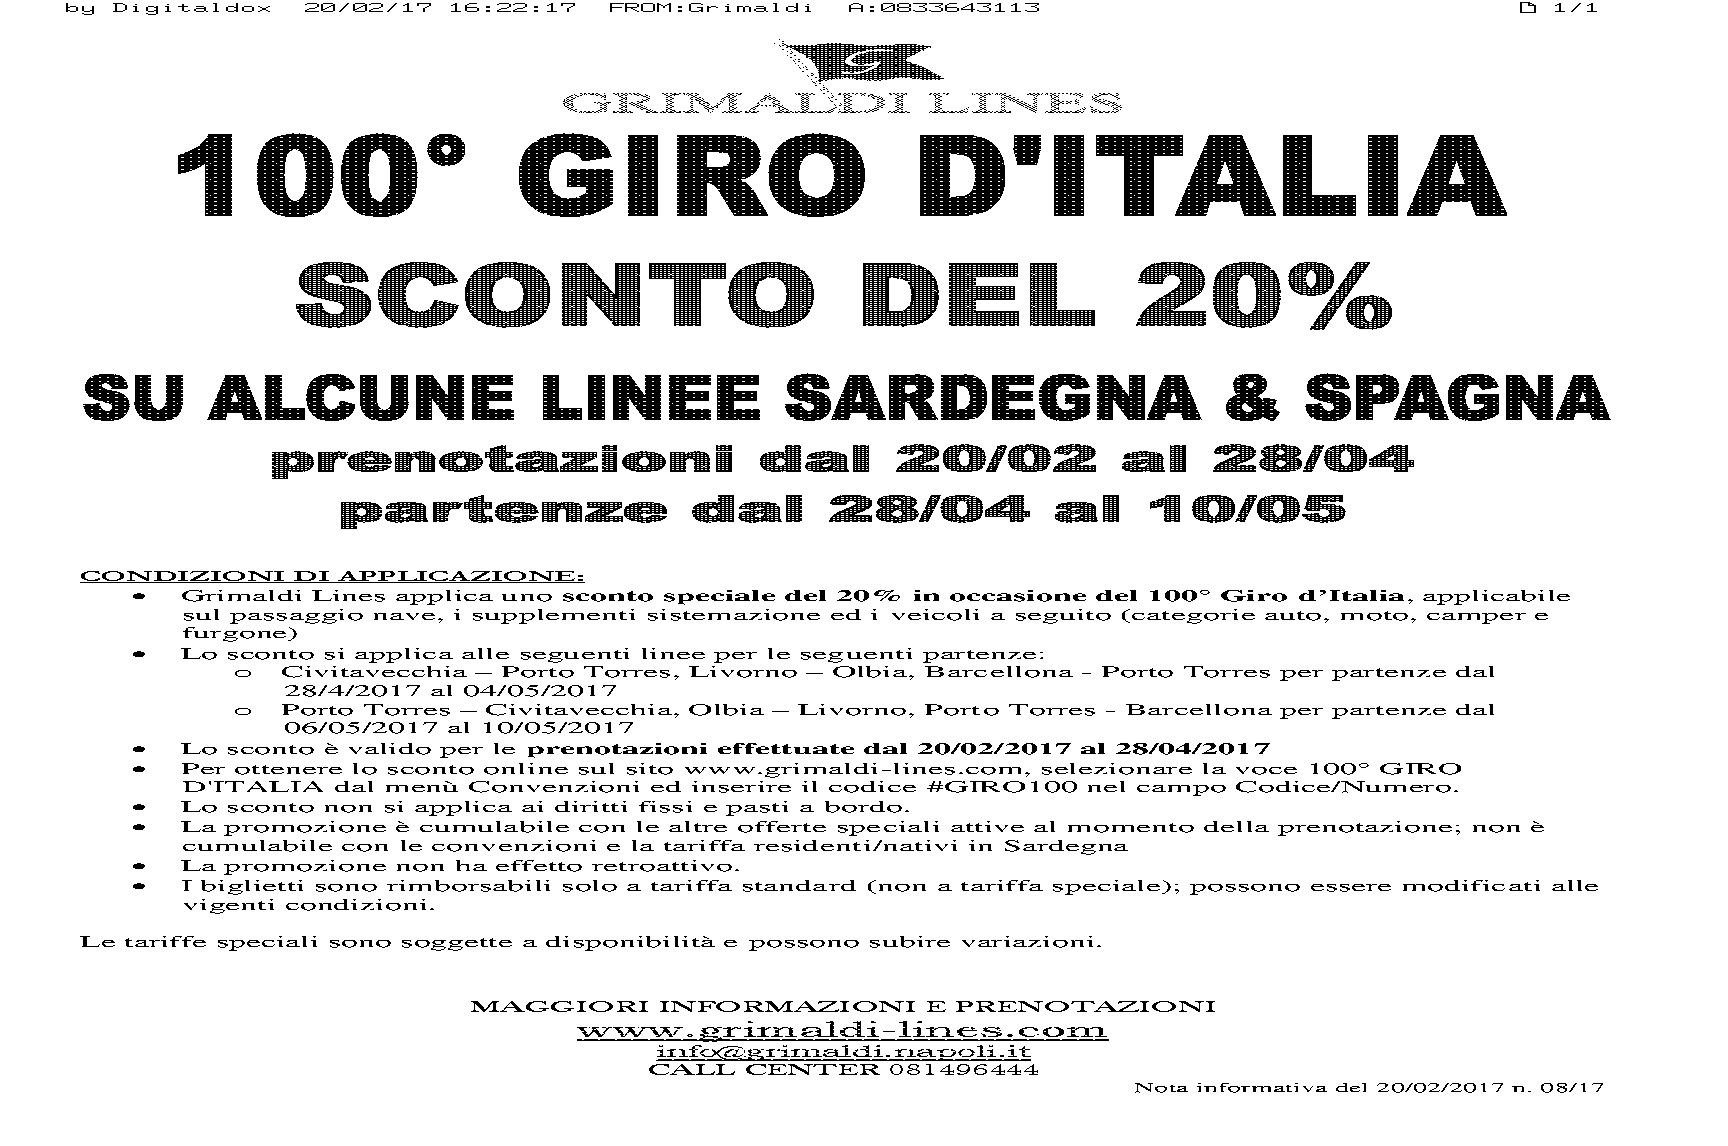 by Digitaldox 20/02/17 16:22:17 FROM:Grimaldi A:0833643113 1/1
GRIMALDI LINES
100° GIRO D'ITALIA
SCONTO DEL 20%
SU ALCUNE LINEE SARDEGNA & SPAGNA
prenotazioni dal 20/02 al 28/04
partenze dal 28/04 al 10/05
CONDIZIONI DI APPLICAZIONE:
• Grimaldi Lines applica uno sconto speciale del 20% in occasione del 100° Giro d’Italia, applicabile
sul passaggio nave, i supplementi sistemazione ed i veicoli a seguito (categorie auto, moto, camper e
furgone)
• Lo sconto si applica alle seguenti linee per le seguenti partenze:
o Civitavecchia – Porto Torres, Livorno – Olbia, Barcellona - Porto Torres per partenze dal
28/4/2017 al 04/05/2017
o Porto Torres – Civitavecchia, Olbia – Livorno, Porto Torres - Barcellona per partenze dal
06/05/2017 al 10/05/2017
• Lo sconto è valido per le prenotazioni effettuate dal 20/02/2017 al 28/04/2017
• Per ottenere lo sconto online sul sito www.grimaldi-lines.com, selezionare la voce 100° GIRO
D'ITALIA dal menù Convenzioni ed inserire il codice #GIRO100 nel campo Codice/Numero.
• Lo sconto non si applica ai diritti fissi e pasti a bordo.
• La promozione è cumulabile con le altre offerte speciali attive al momento della prenotazione; non è
cumulabile con le convenzioni e la tariffa residenti/nativi in Sardegna
• La promozione non ha effetto retroattivo.
• I biglietti sono rimborsabili solo a tariffa standard (non a tariffa speciale); possono essere modificati alle
vigenti condizioni.
Le tariffe speciali sono soggette a disponibilità e possono subire variazioni.
MAGGIORI INFORMAZIONI E PRENOTAZIONI
www.grimaldi-lines.com
info@grimaldi.napoli.it
CALL CENTER 081496444
Nota informativa del 20/02/2017 n. 08/17